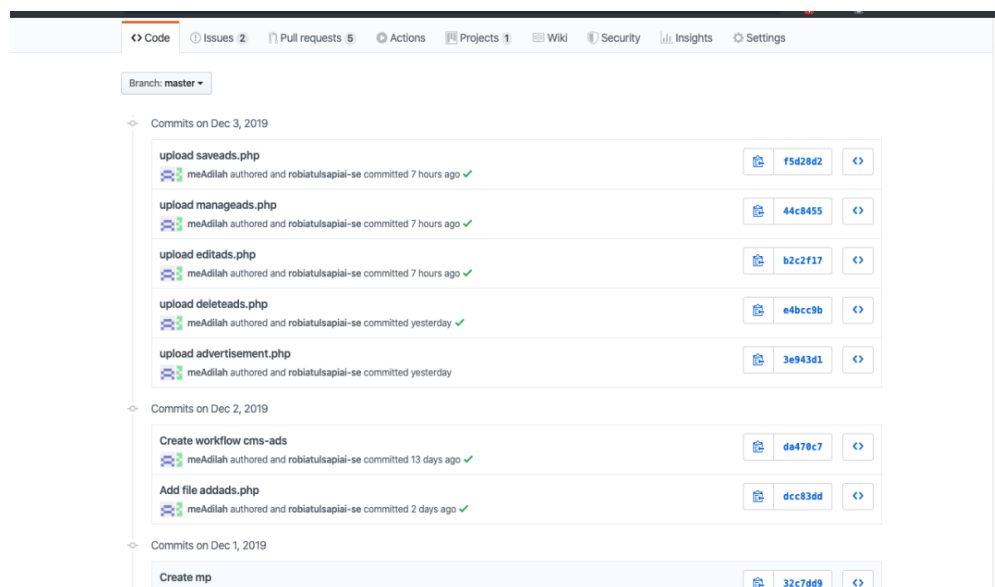 Code Issues 2 Pull requests 5 Actions Projects 1 Wiki Security Insights Settings
Branch: master
Commits on Dec 3, 2019
upload saveads.php
meAdilah authored and robiatulsapiai-se committed 7 hours ago
f5d28d2
upload manageads.php
meAdilah authored and robiatulsapiai-se committed 7 hours ago
44c8455
upload editads.php
meAdilah authored and robiatulsapiai-se committed 7 hours ago
b2c2f17
upload deleteads.php
meAdilah authored and robiatulsapiai-se committed yesterday
e4bcc9b
upload advertisement.php
meAdilah authored and robiatulsapiai-se committed yesterday
3e943d1
Commits on Dec 2, 2019
Create workflow cms-ads
meAdilah authored and robiatulsapiai-se committed 13 days ago
da470c7
Add file addads.php
meAdilah authored and robiatulsapiai-se committed 2 days ago
dcc83dd
Commits on Dec 1, 2019
Create mp
32c7dd9